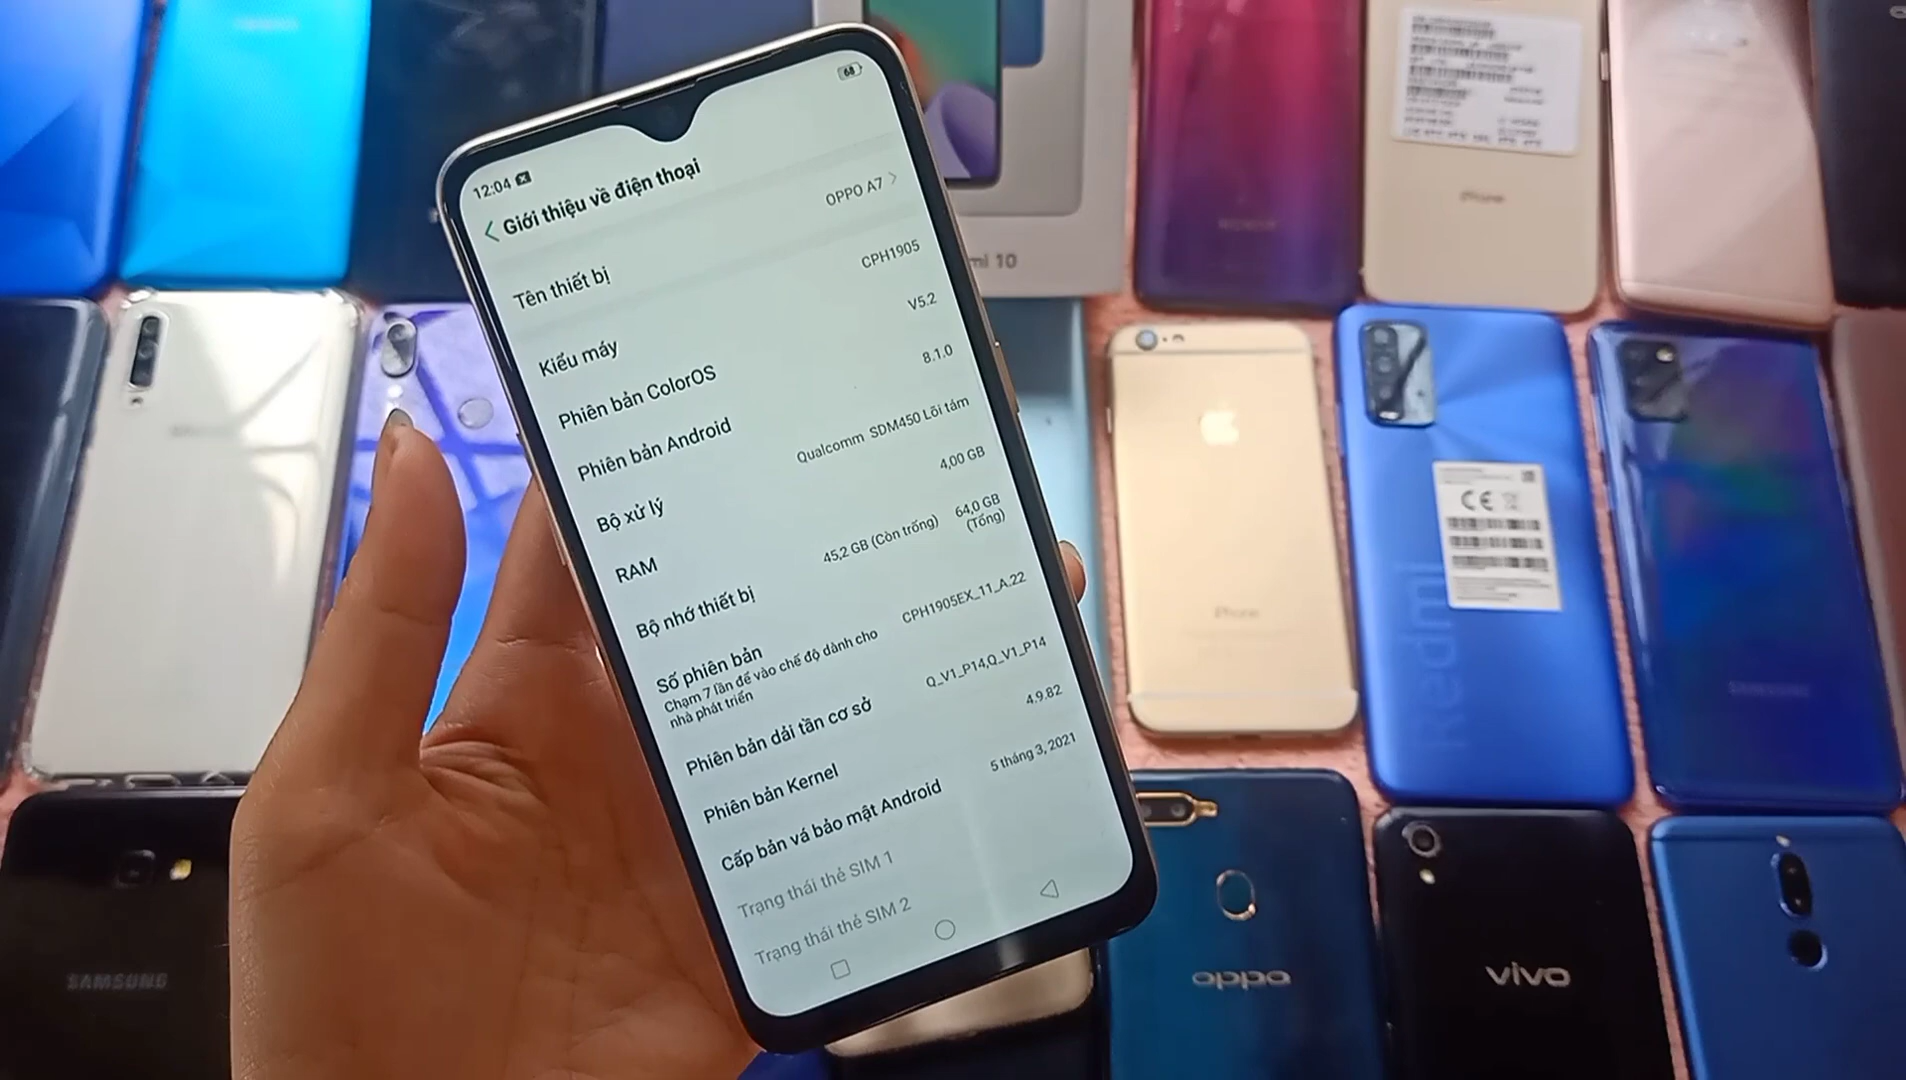 12:04
68
Giới thiệu về điện thoại
Tên thiết bị
OPPO A7
Kiểu máy
CPH1905
Phiên bản ColorOS
V5.2
Phiên bản Android
8.1.0
Bộ xử lý
Qualcomm SDM450 Lõi tám
RAM
4,00 GB
Bộ nhớ thiết bị
45,2 GB (Còn trống)
64,0 GB
(Tổng)
Số phiên bản
CPH1905EX_11_A.22
Chạm 7 lần để vào chế độ dành cho
nhà phát triển
Phiên bản dải tần cơ sở
Q_V1_P14,Q_V1_P14
Phiên bản Kernel
4.9.82
Cấp bản vá bảo mật Android
5 tháng 3, 2021
Trạng thái thẻ SIM 1
Trạng thái thẻ SIM 2
mi 10
iPhone
iPhone
CE
Redmi
SAMSUNG
SAMSUNG
oppo
vivo